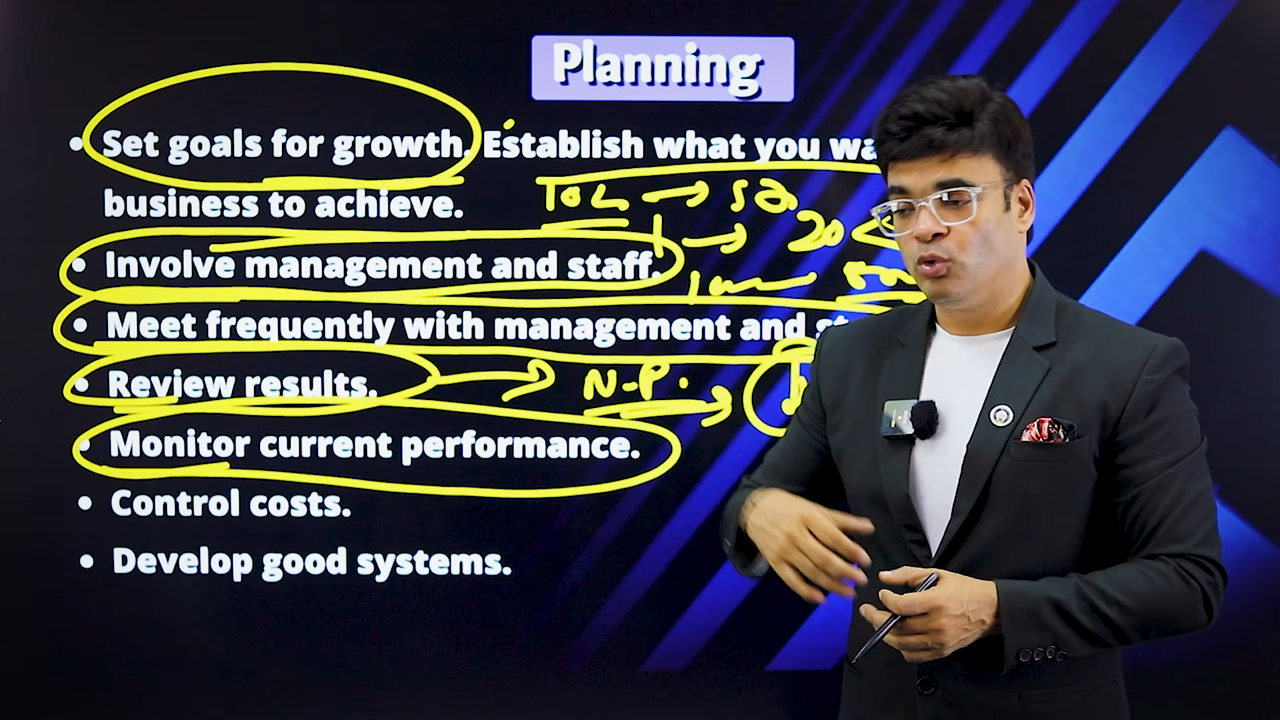 Planning
• Set goals for growth. Establish what you wa
business to achieve.
• Involve management and staff.
• Meet frequently with management and st
• Review results. N.P.
• Monitor current performance.
• Control costs.
• Develop good systems.